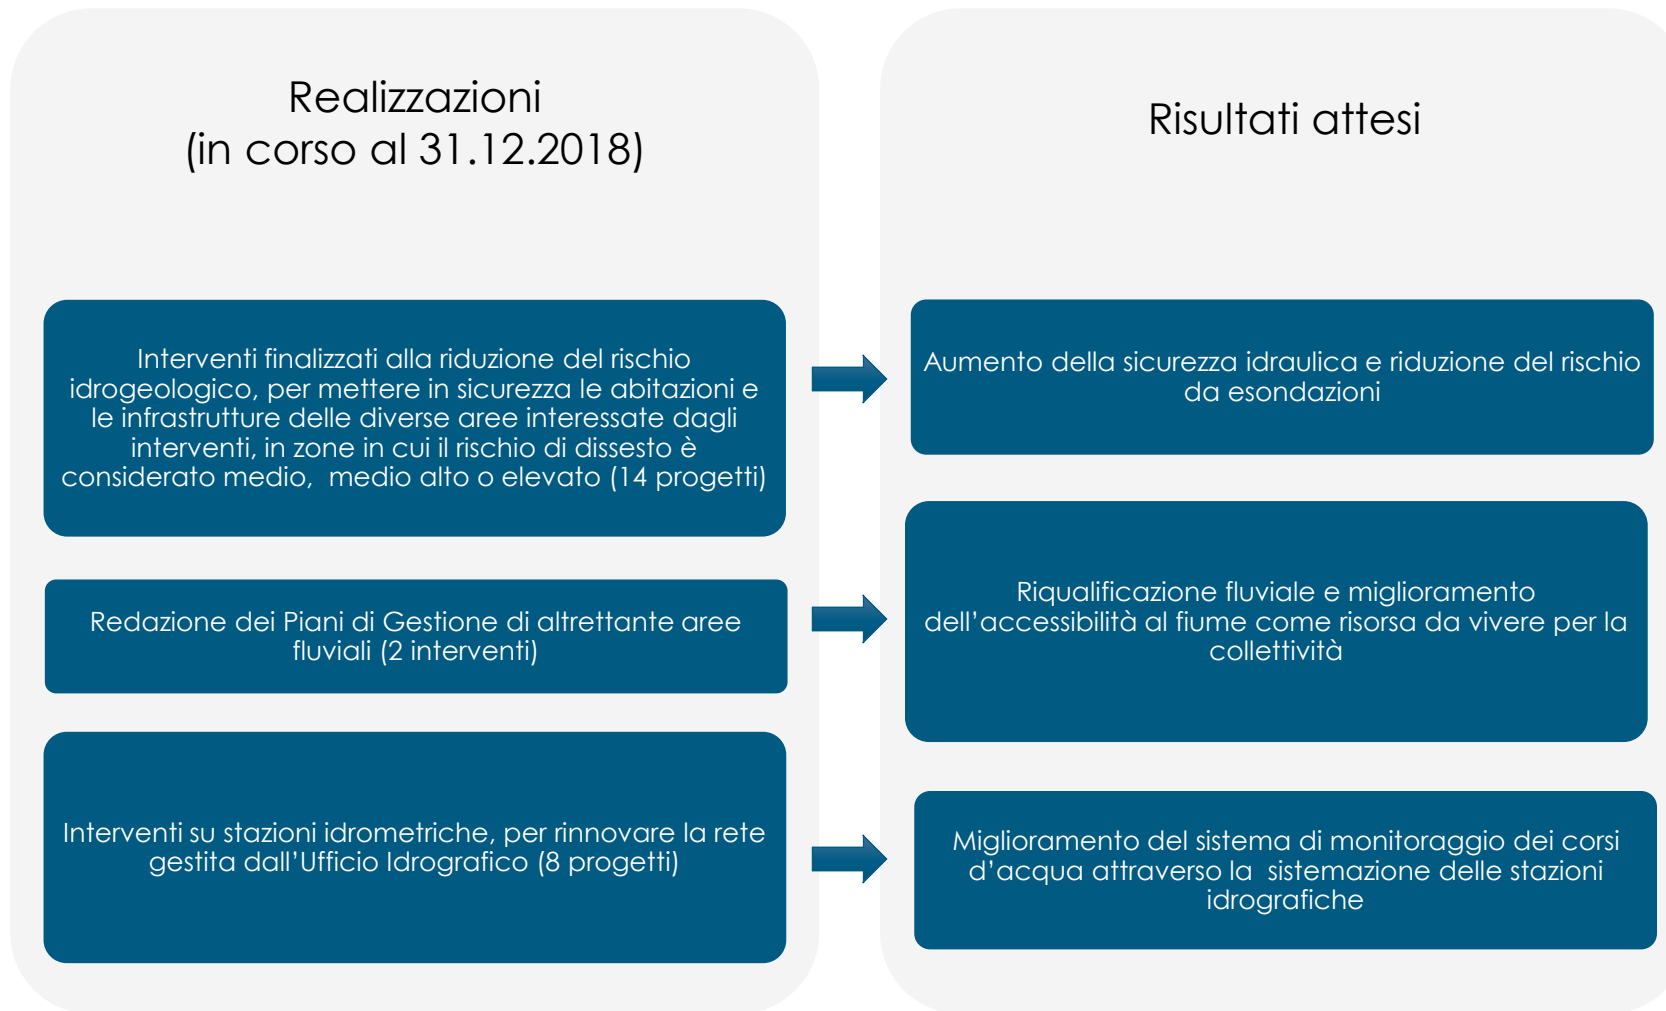 Realizzazioni
(in corso al 31.12.2018)
Interventi finalizzati alla riduzione del rischio
idrogeologico, per mettere in sicurezza le abitazioni e
le infrastrutture delle diverse aree interessate dagli
interventi, in zone in cui il rischio di dissesto è
considerato medio,  medio alto o elevato (14 progetti)
Redazione dei Piani di Gestione di altrettante aree
fluviali (2 interventi)
Interventi su stazioni idrometriche, per rinnovare la rete
gestita dall’Ufficio Idrografico (8 progetti)
Risultati attesi
Aumento della sicurezza idraulica e riduzione del rischio
da esondazioni
Riqualificazione fluviale e miglioramento
dell’accessibilità al fiume come risorsa da vivere per la
collettività
Miglioramento del sistema di monitoraggio dei corsi
d’acqua attraverso la  sistemazione delle stazioni
idrografiche